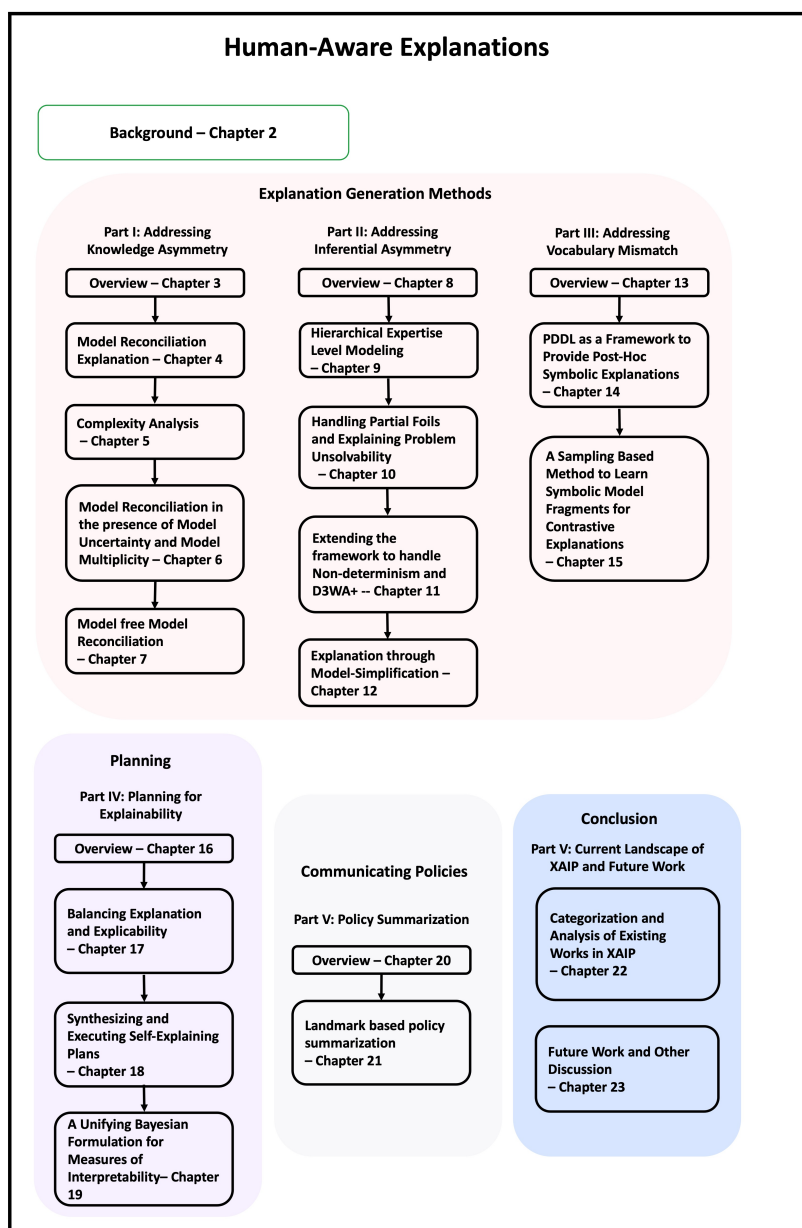 Human-Aware Explanations
Background – Chapter 2
Explanation Generation Methods
Part I: Addressing
Knowledge Asymmetry
Overview – Chapter 3
Model Reconciliation
Explanation – Chapter 4
Complexity Analysis
– Chapter 5
Model Reconciliation in
the presence of Model
Uncertainty and Model
Multiplicity – Chapter 6
Model free Model
Reconciliation
– Chapter 7
Part II: Addressing
Inferential Asymmetry
Overview – Chapter 8
Hierarchical Expertise
Level Modeling
– Chapter 9
Handling Partial Foils
and Explaining Problem
Unsolvability
– Chapter 10
Extending the
framework to handle
Non-determinism and
D3WA+ -- Chapter 11
Explanation through
Model-Simplification –
Chapter 12
Part III: Addressing
Vocabulary Mismatch
Overview – Chapter 13
PDDL as a Framework to
Provide Post-Hoc
Symbolic Explanations
– Chapter 14
A Sampling Based
Method to Learn
Symbolic Model
Fragments for
Contrastive
Explanations
– Chapter 15
Planning
Part IV: Planning for
Explainability
Overview – Chapter 16
Balancing Explanation
and Explicability
– Chapter 17
Synthesizing and
Executing Self-Explaining
Plans
– Chapter 18
A Unifying Bayesian
Formulation for
Measures of
Interpretability– Chapter
19
Communicating Policies
Part V: Policy Summarization
Overview – Chapter 20
Landmark based policy
summarization
– Chapter 21
Conclusion
Part V: Current Landscape of
XAIP and Future Work
Categorization and
Analysis of Existing
Works in XAIP
– Chapter 22
Future Work and Other
Discussion
– Chapter 23